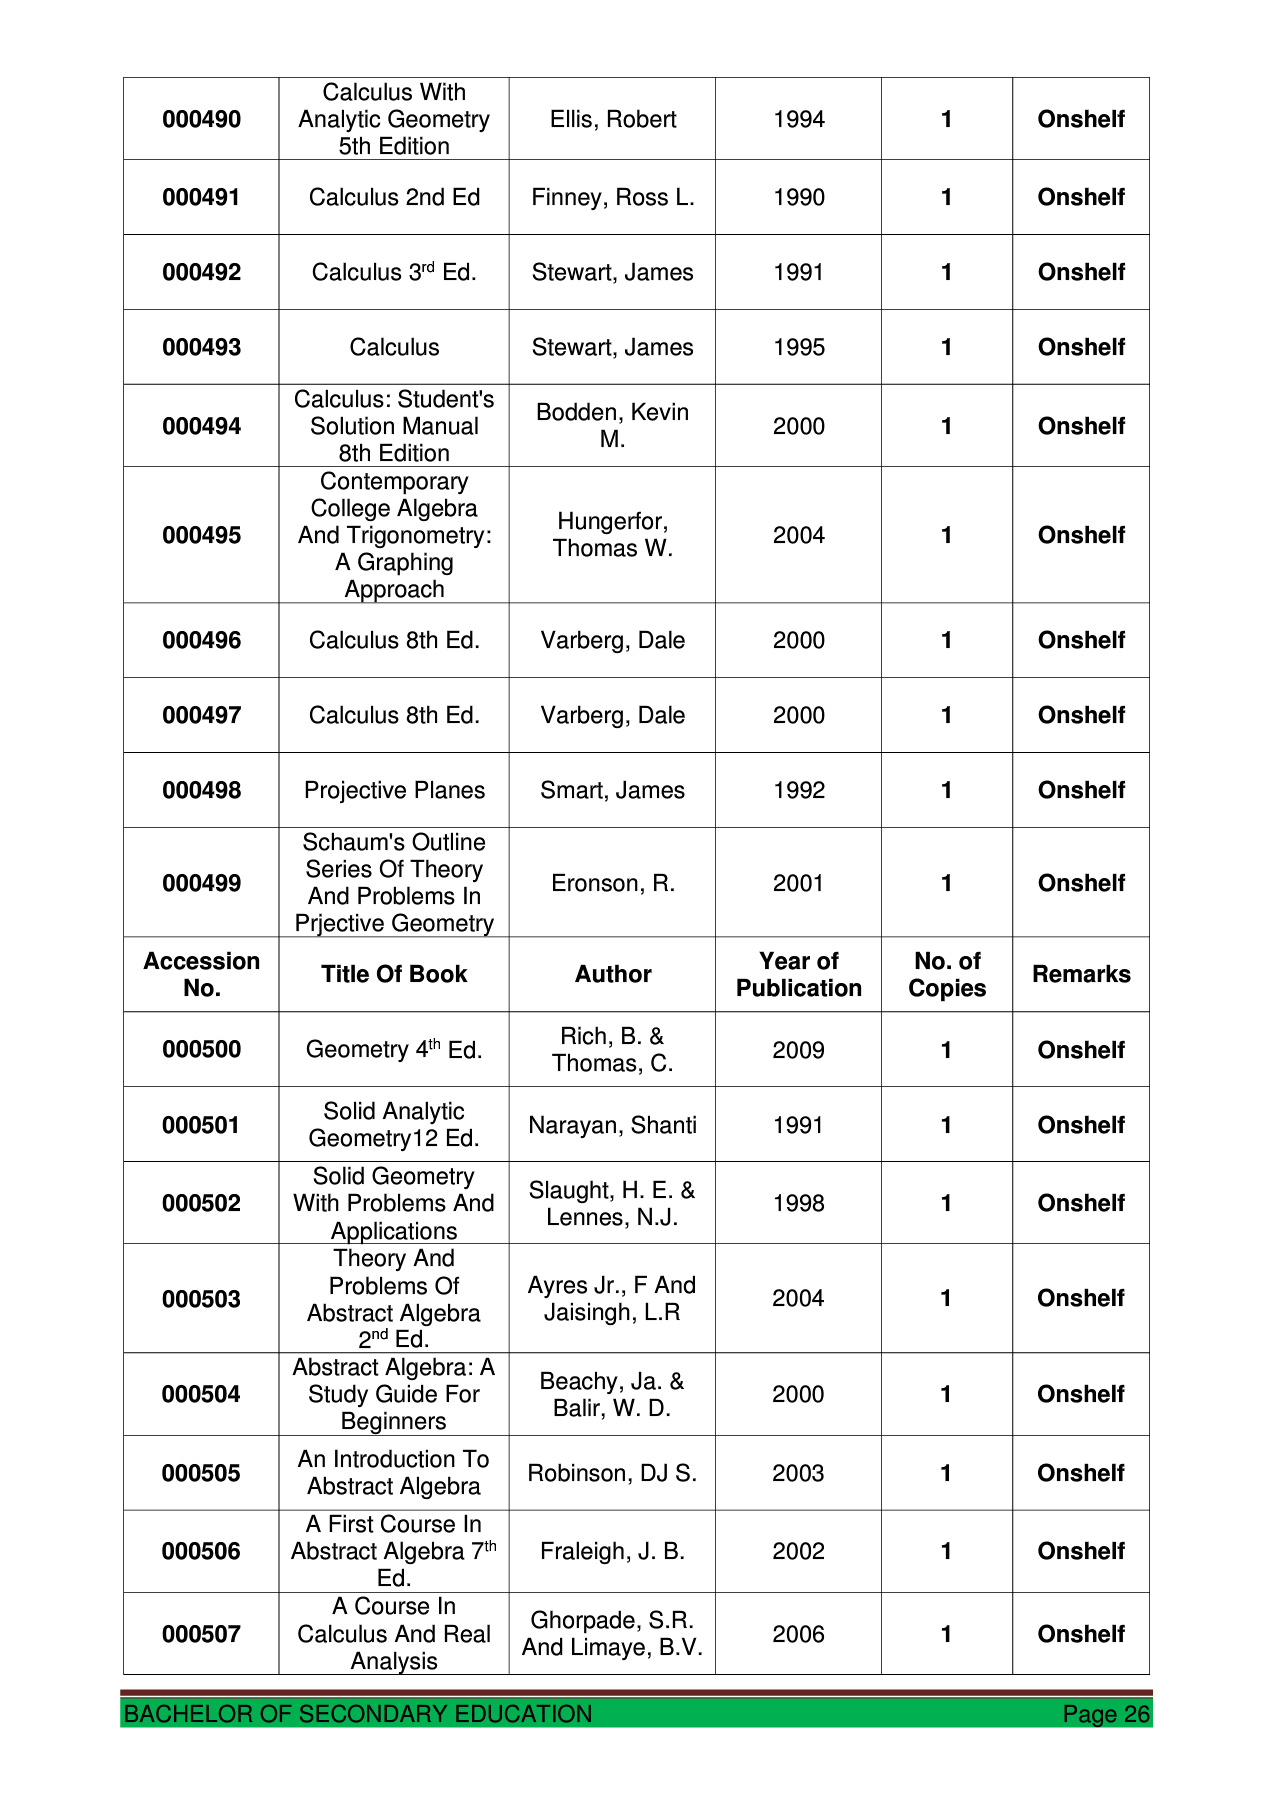 000490 Calculus With Analytic Geometry 5th Edition Ellis, Robert 1994 1 Onshelf
000491 Calculus 2nd Ed Finney, Ross L. 1990 1 Onshelf
000492 Calculus 3rd Ed. Stewart, James 1991 1 Onshelf
000493 Calculus Stewart, James 1995 1 Onshelf
000494 Calculus: Student's Solution Manual 8th Edition Bodden, Kevin M. 2000 1 Onshelf
000495 Contemporary College Algebra And Trigonometry: A Graphing Approach Hungerfor, Thomas W. 2004 1 Onshelf
000496 Calculus 8th Ed. Varberg, Dale 2000 1 Onshelf
000497 Calculus 8th Ed. Varberg, Dale 2000 1 Onshelf
000498 Projective Planes Smart, James 1992 1 Onshelf
000499 Schaum's Outline Series Of Theory And Problems In Prjective Geometry Eronson, R. 2001 1 Onshelf
Accession No. Title Of Book Author Year of Publication No. of Copies Remarks
000500 Geometry 4th Ed. Rich, B. & Thomas, C. 2009 1 Onshelf
000501 Solid Analytic Geometry12 Ed. Narayan, Shanti 1991 1 Onshelf
000502 Solid Geometry With Problems And Applications Slaught, H. E. & Lennes, N.J. 1998 1 Onshelf
000503 Theory And Problems Of Abstract Algebra 2nd Ed. Ayres Jr., F And Jaisingh, L.R 2004 1 Onshelf
000504 Abstract Algebra: A Study Guide For Beginners Beachy, Ja. & Balir, W. D. 2000 1 Onshelf
000505 An Introduction To Abstract Algebra Robinson, DJ S. 2003 1 Onshelf
000506 A First Course In Abstract Algebra 7th Ed. Fraleigh, J. B. 2002 1 Onshelf
000507 A Course In Calculus And Real Analysis Ghorpade, S.R. And Limaye, B.V. 2006 1 Onshelf
BACHELOR OF SECONDARY EDUCATION Page 26